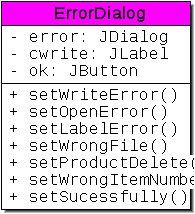 ErrorDialog
- error: JDialog
- cwrite: JLabel
- ok: JButton
+ setWriteError()
+ setOpenError()
+ setLabelError()
+ setWrongFile()
+ setProductDelete(
+ setWrongItemNumbe
+ setSucessfully()